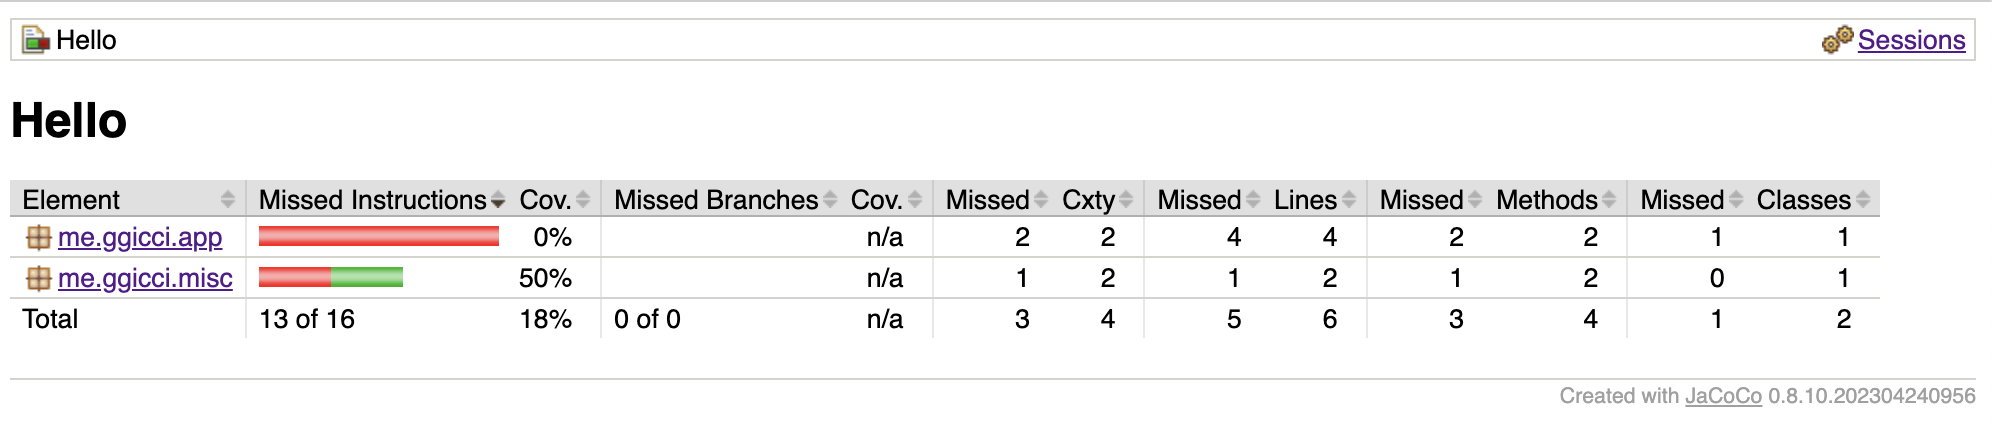 Hello Sessions
Hello
Element Missed Instructions Cov. Missed Branches Cov. Missed Cxty Missed Lines Missed Methods Missed Classes
me.ggicci.app 0% n/a 2 2 4 4 2 2 1 1
me.ggicci.misc 50% n/a 1 2 1 2 1 2 0 1
Total 13 of 16 18% 0 of 0 n/a 3 4 5 6 3 4 1 2
Created with JaCoCo 0.8.10.202304240956